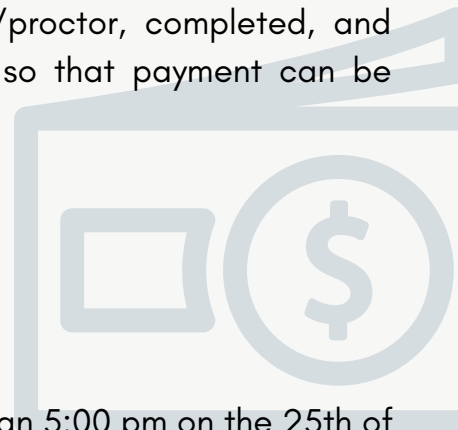 /proctor, completed, and
so that payment can be
$
an 5:00 pm on the 25th of